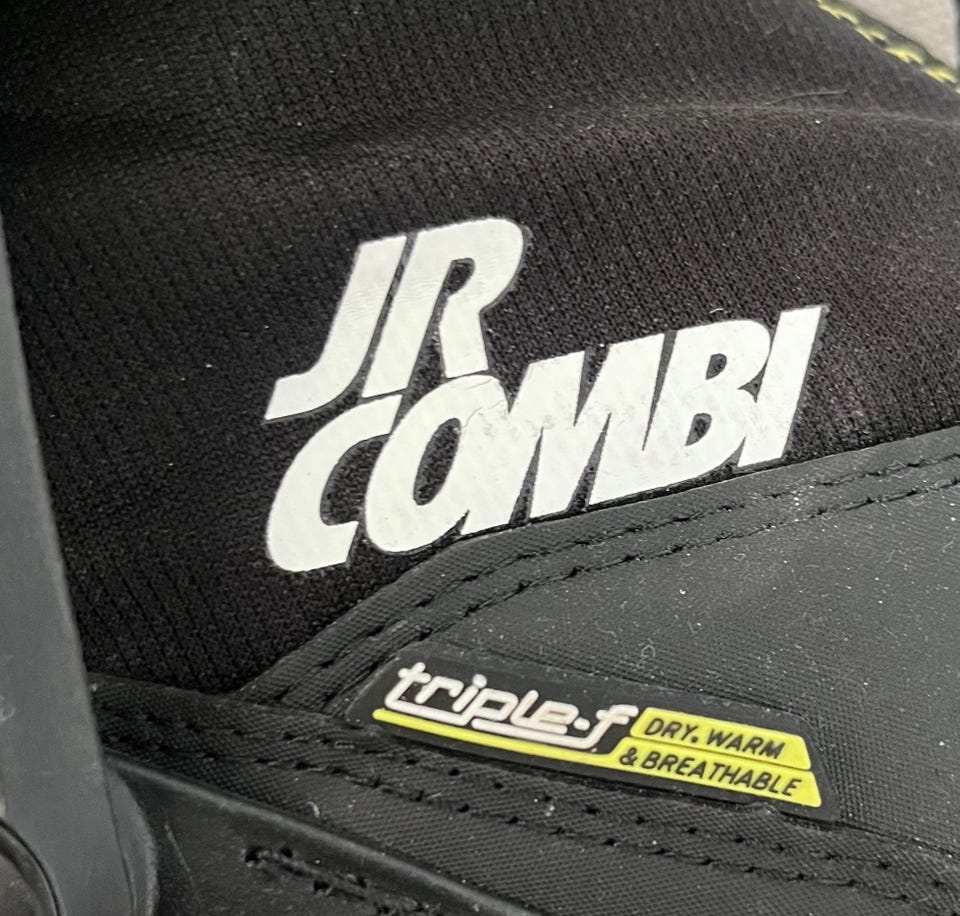 JR
COMBI
triple-f
DRY, WARM
& BREATHABLE